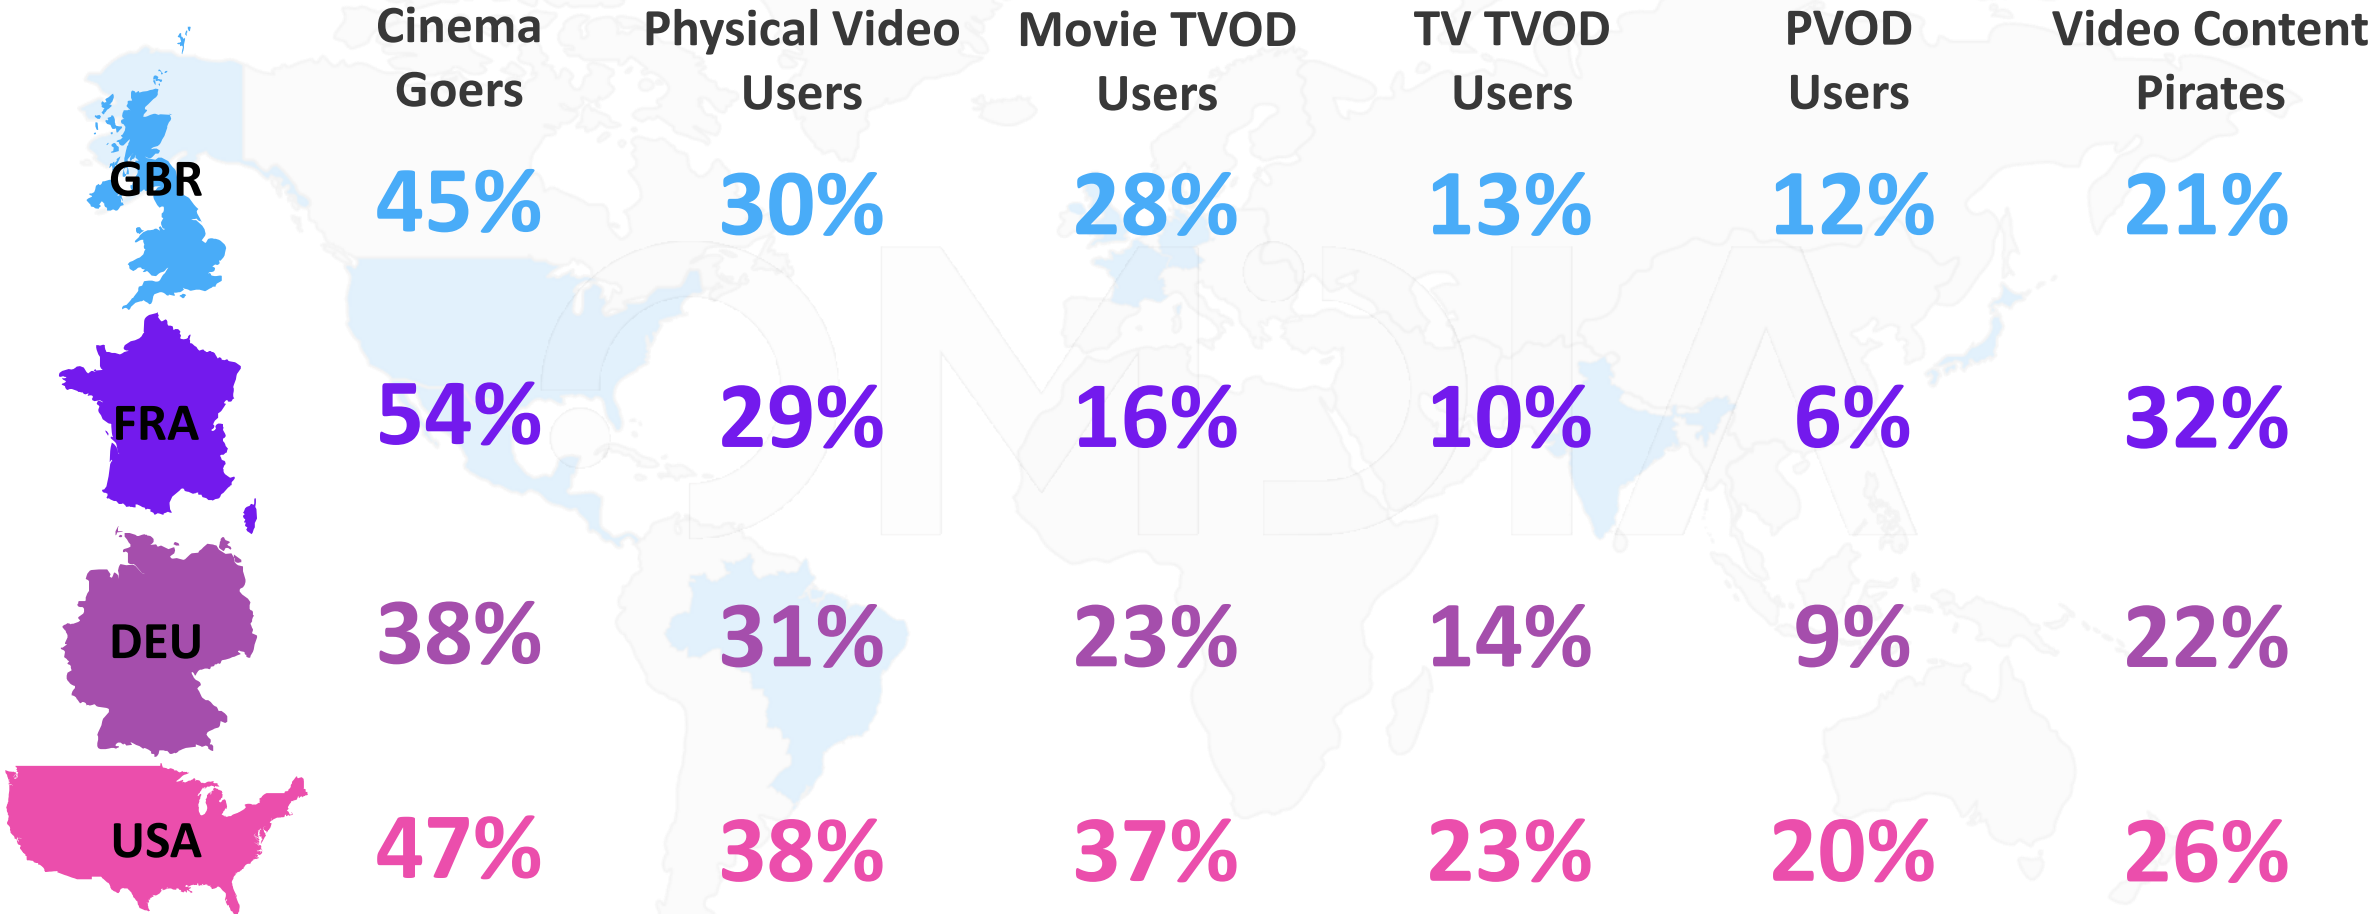 Cinema Goers
Physical Video Users
Movie TVOD Users
TV TVOD Users
PVOD Users
Video Content Pirates
GBR 45% 30% 28% 13% 12% 21%
OMDIA
FRA 54% 29% 16% 10% 6% 32%
DEU 38% 31% 23% 14% 9% 22%
USA 47% 38% 37% 23% 20% 26%